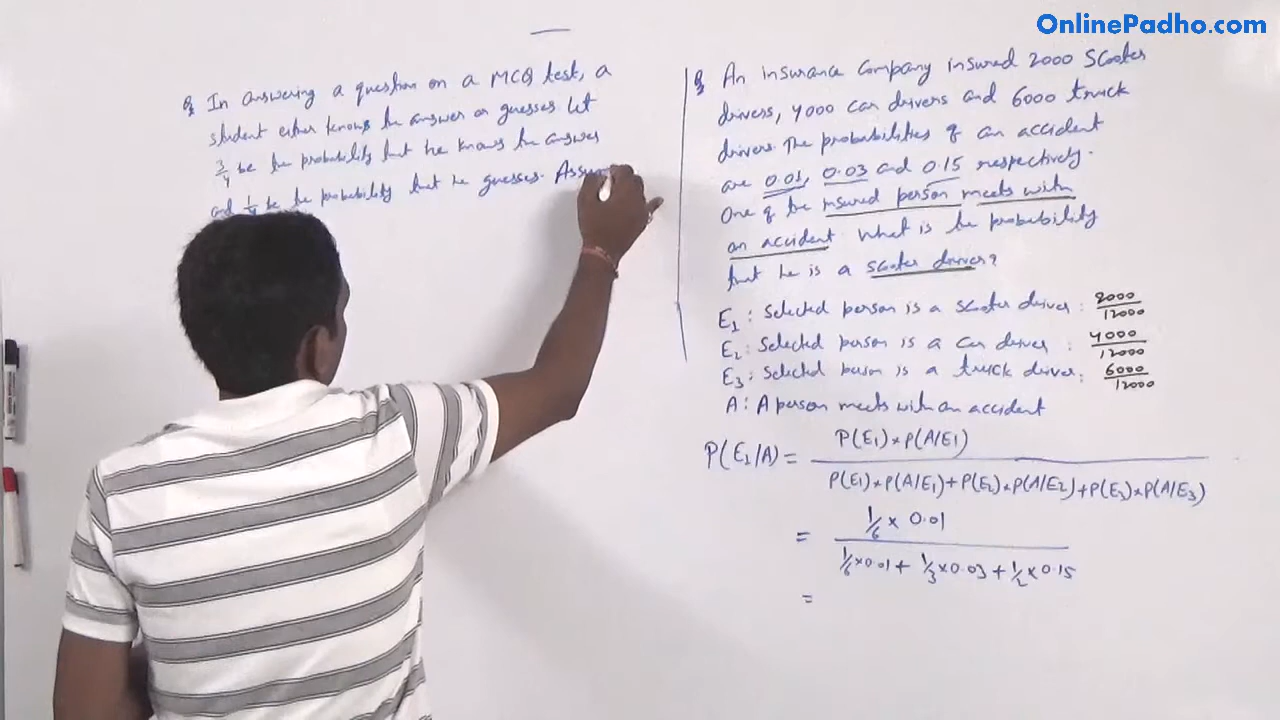 OnlinePadho.com
Q In answering a question on a MCQ test, a
student either knows the answer or guesses Let
3/4 be the probability that he knows the answer
and 1/4 be the probability that he guesses. Assum
Q An insurance company insured 2000 scooter
drivers, 4000 car drivers and 6000 truck
drivers. The probabilities of an accident
are 0.01, 0.03 and 0.15 respectively.
One of the insured person meets with
an accident. What is the probability
that he is a scooter driver?
E1 : Selected person is a scooter driver : 2000/12000
E2 : Selected person is a car driver : 4000/12000
E3 : Selected person is a truck driver : 6000/12000
A : A person meets with an accident
P(E1/A) = P(E1)×P(A/E1) / P(E1)×P(A/E1)+P(E2)×P(A/E2)+P(E3)×P(A/E3)
= 1/6 × 0.01 / 1/6×0.01 + 1/3×0.03 + 1/2×0.15
=